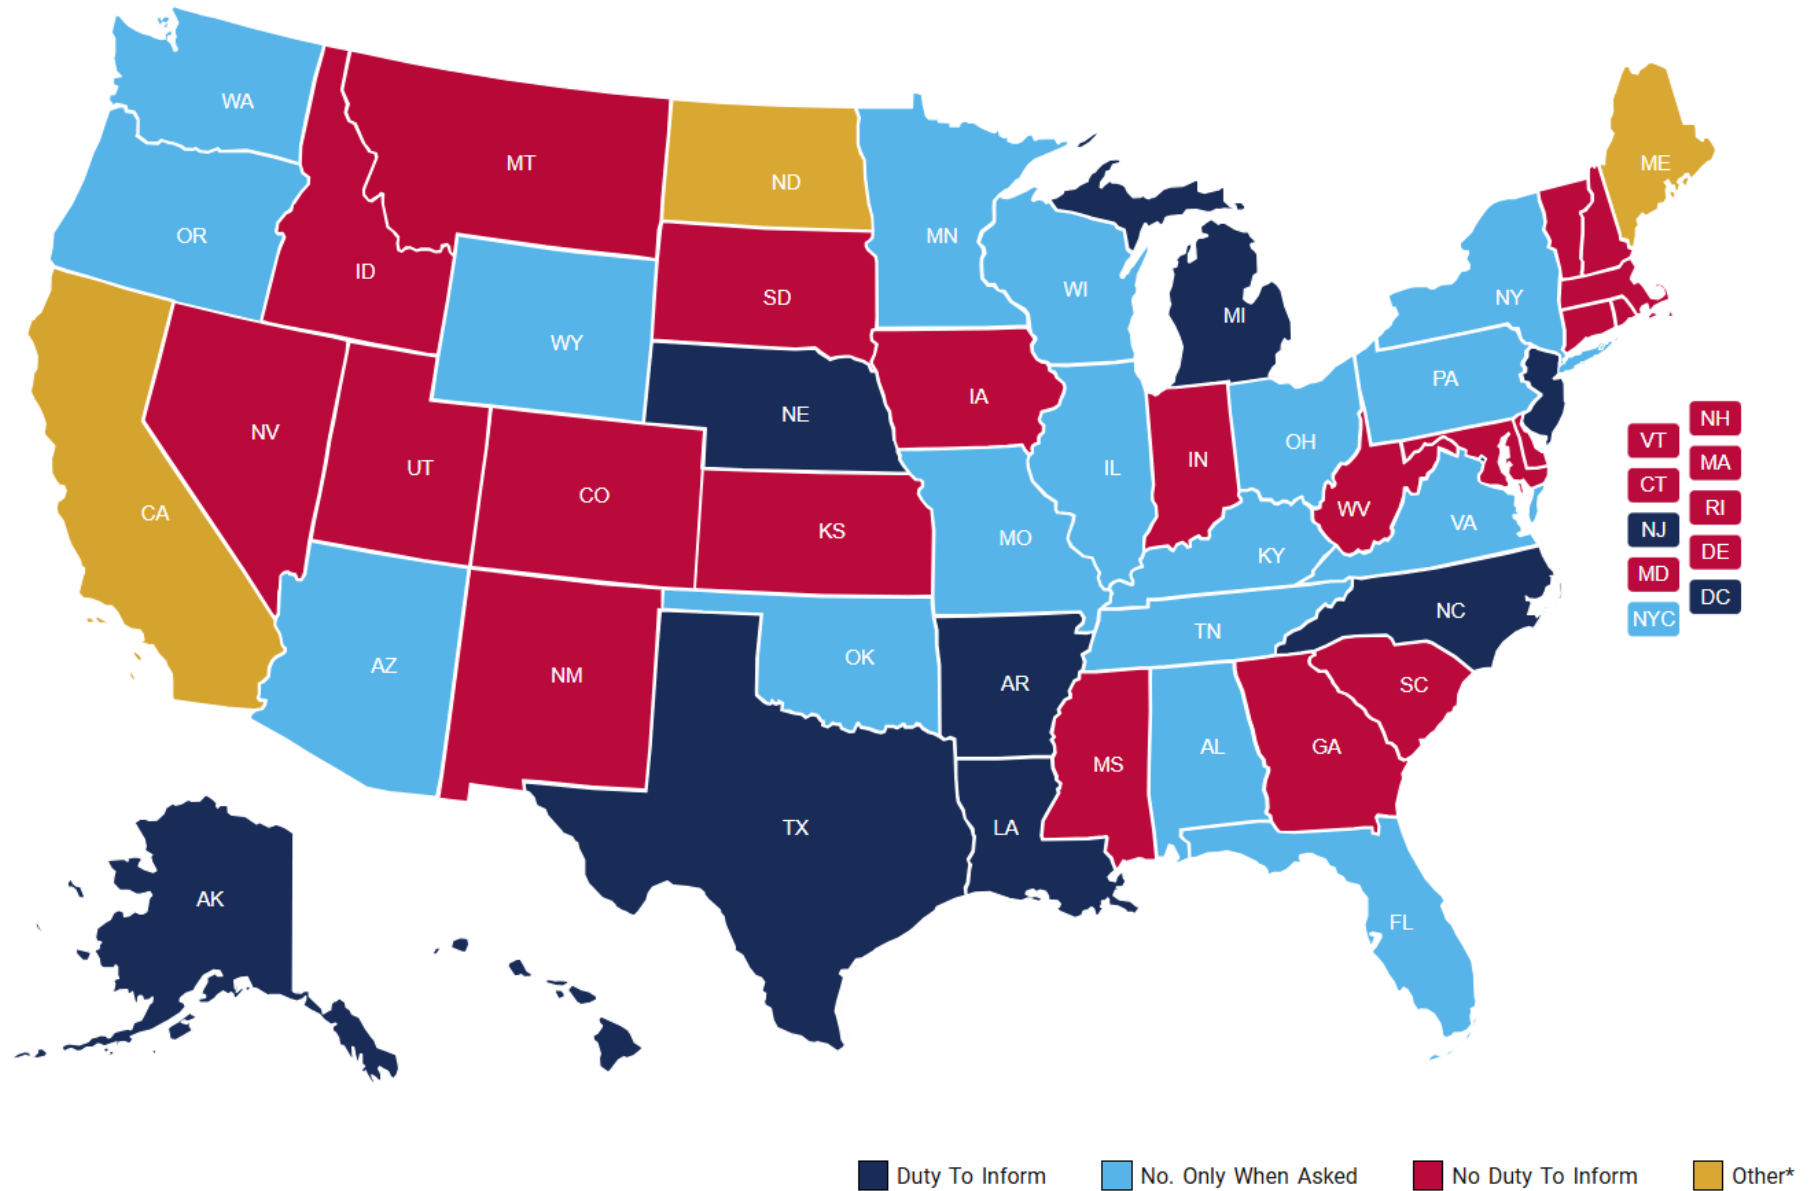 WA
MT
ND
ME
OR
ID
MN
SD
WI
NY
MI
WY
PA
IA
NE
NV
OH
UT
IN
IL
CO
WV
CA
VA
KS
MO
KY
NC
TN
OK
AZ
NM
AR
SC
AL
GA
MS
TX
LA
AK
FL
NH
VT
MA
CT
RI
NJ
DE
MD
DC
NYC
Duty To Inform
No. Only When Asked
No Duty To Inform
Other*